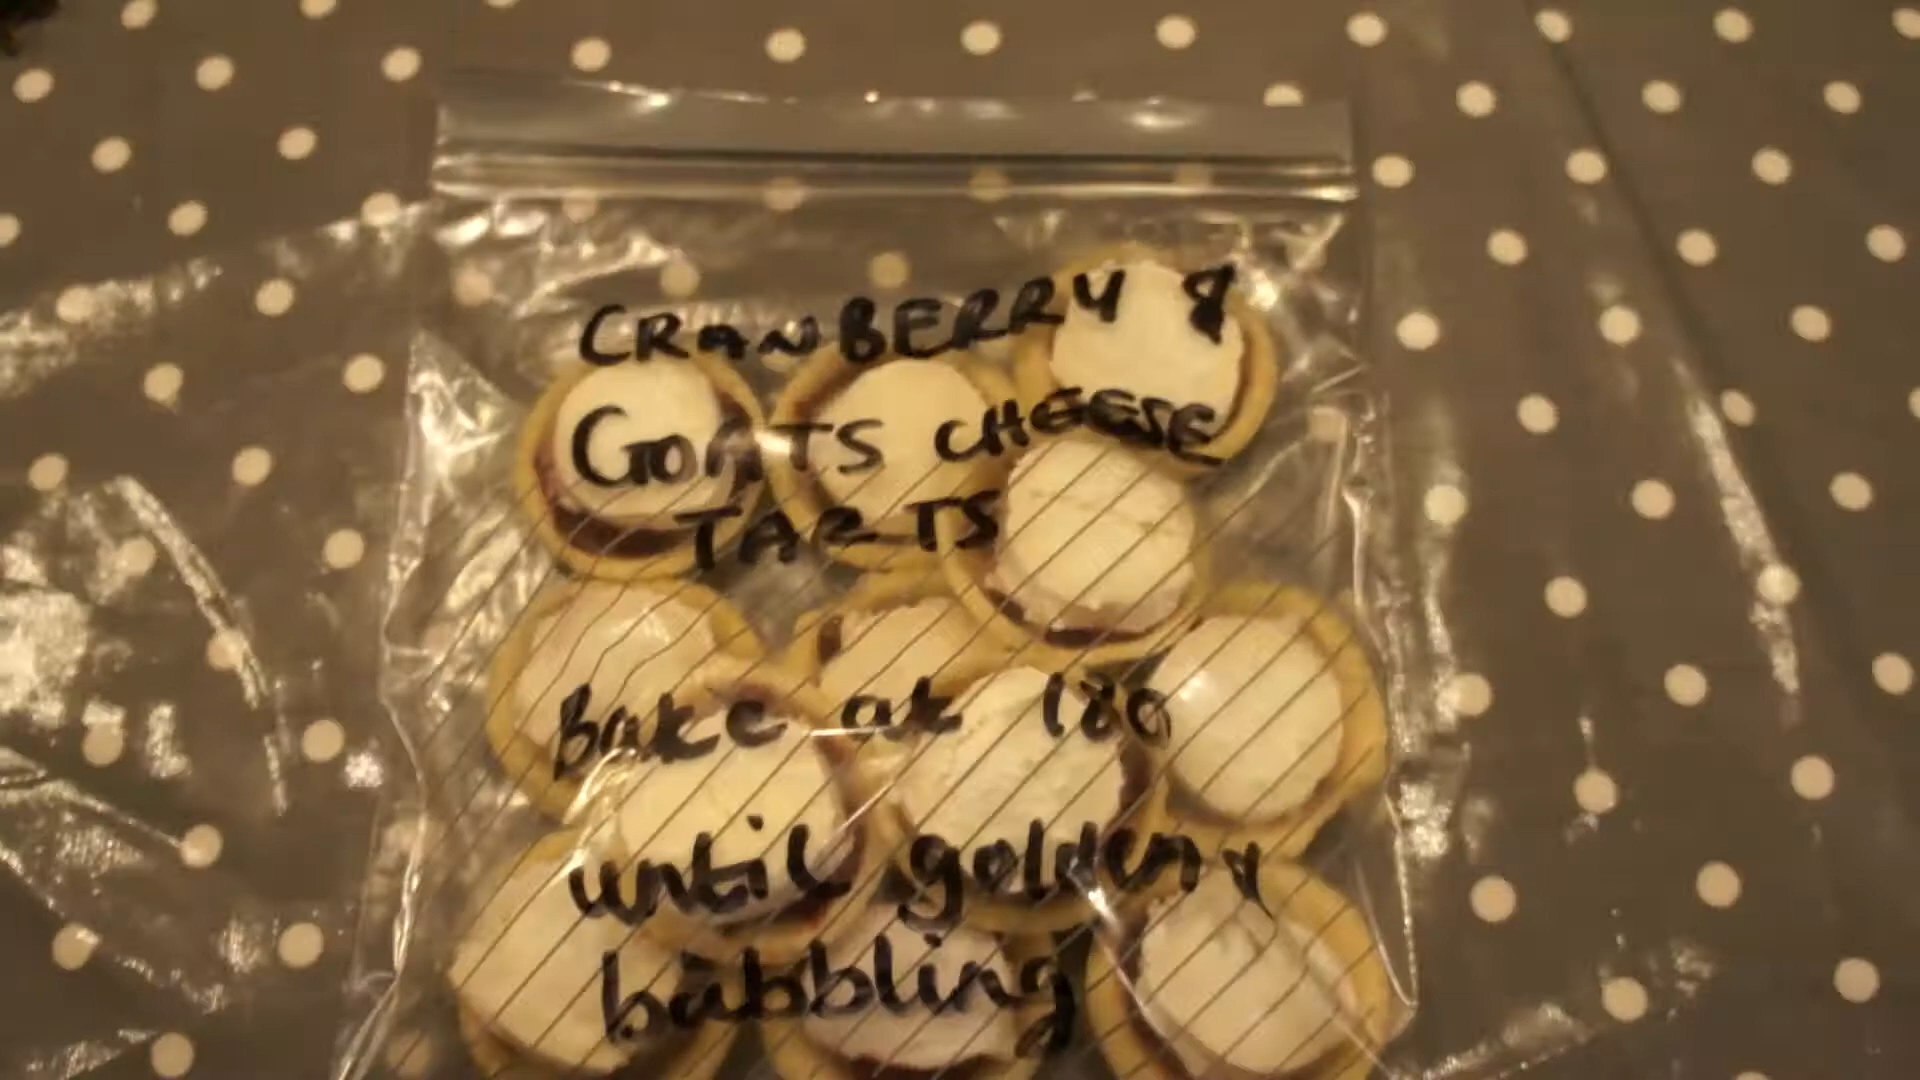 CRANBERRY &
GOATS CHEESE
TARTS
Bake at 180
until golden &
bubbling